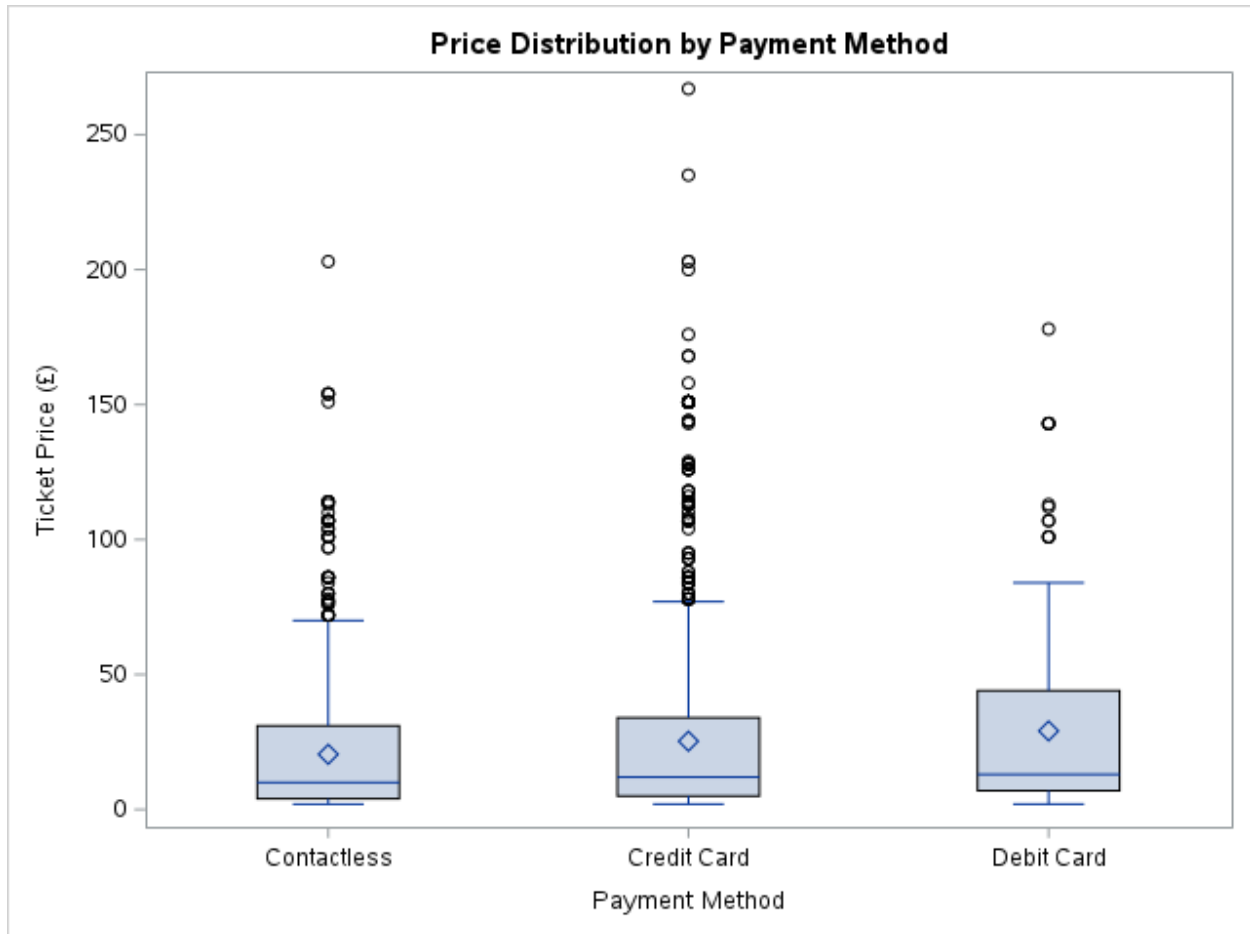 Price Distribution by Payment Method
250
200
150
100
50
0
Ticket Price (£)
Contactless
Credit Card
Debit Card
Payment Method